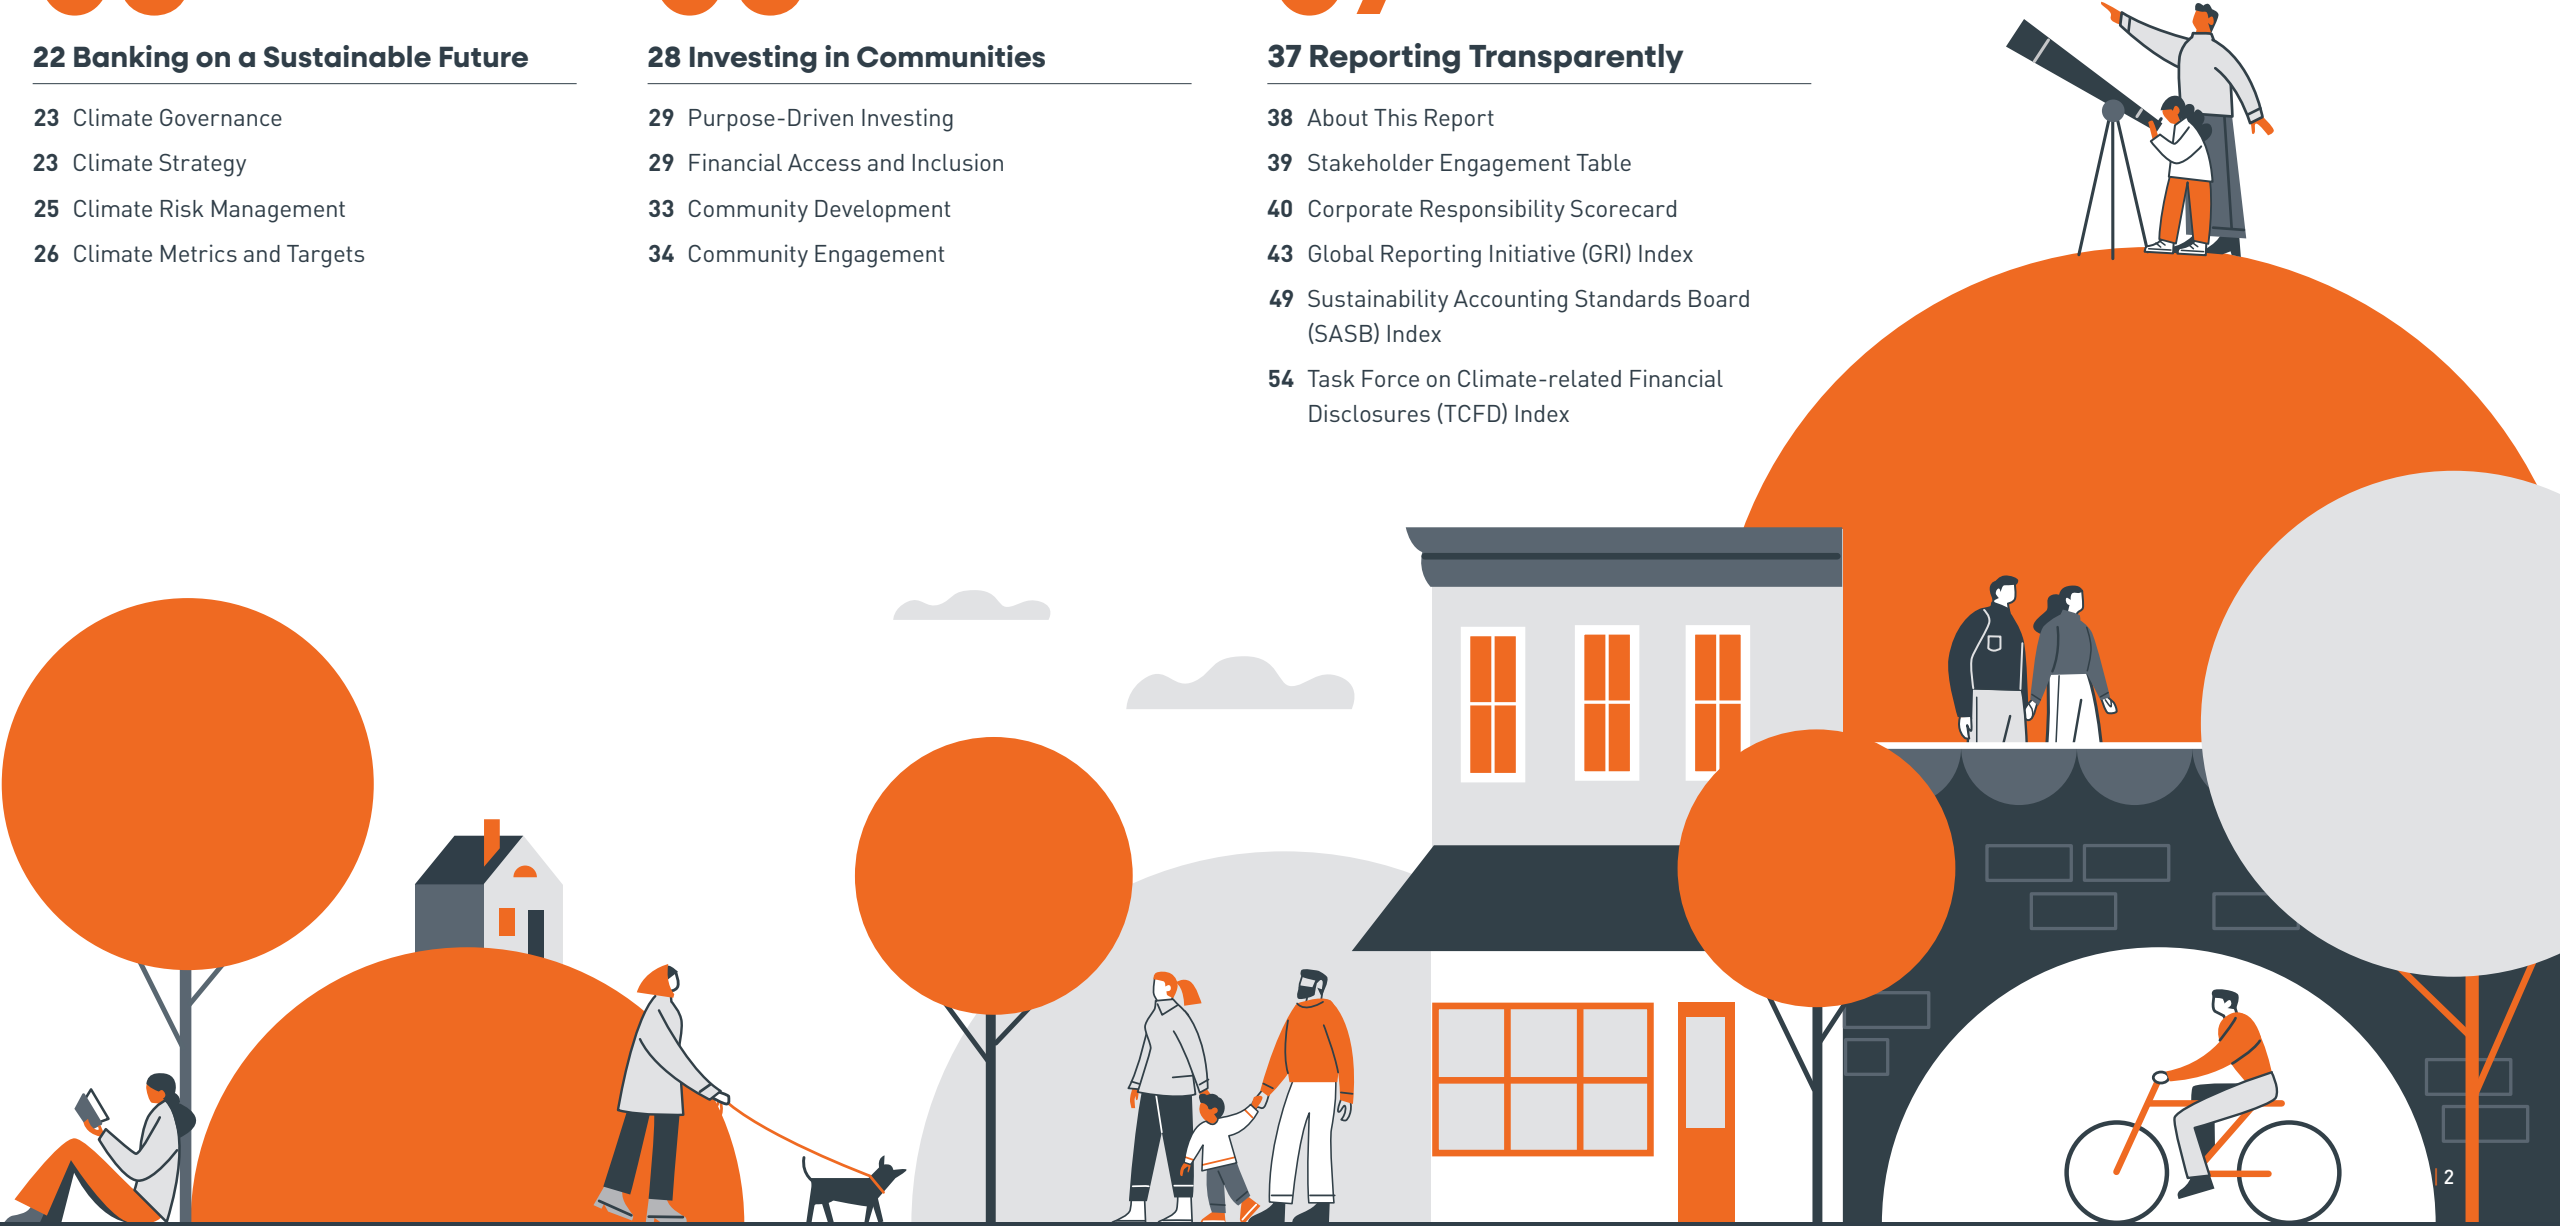 22 Banking on a Sustainable Future
23 Climate Governance
23 Climate Strategy
25 Climate Risk Management
26 Climate Metrics and Targets
28 Investing in Communities
29 Purpose-Driven Investing
29 Financial Access and Inclusion
33 Community Development
34 Community Engagement
37 Reporting Transparently
38 About This Report
39 Stakeholder Engagement Table
40 Corporate Responsibility Scorecard
43 Global Reporting Initiative (GRI) Index
49 Sustainability Accounting Standards Board
(SASB) Index
54 Task Force on Climate-related Financial
Disclosures (TCFD) Index
| 2